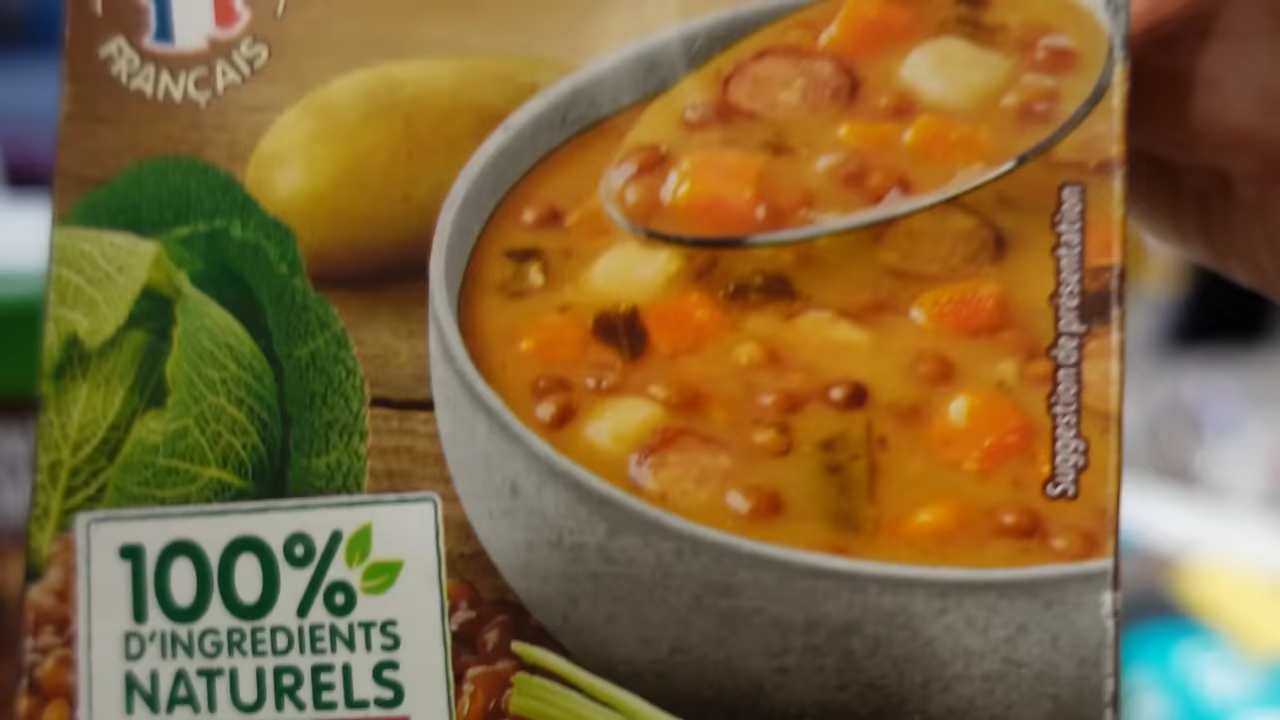 FRANÇAIS
Suggestion de présentation
100%
D'INGREDIENTS
NATURELS